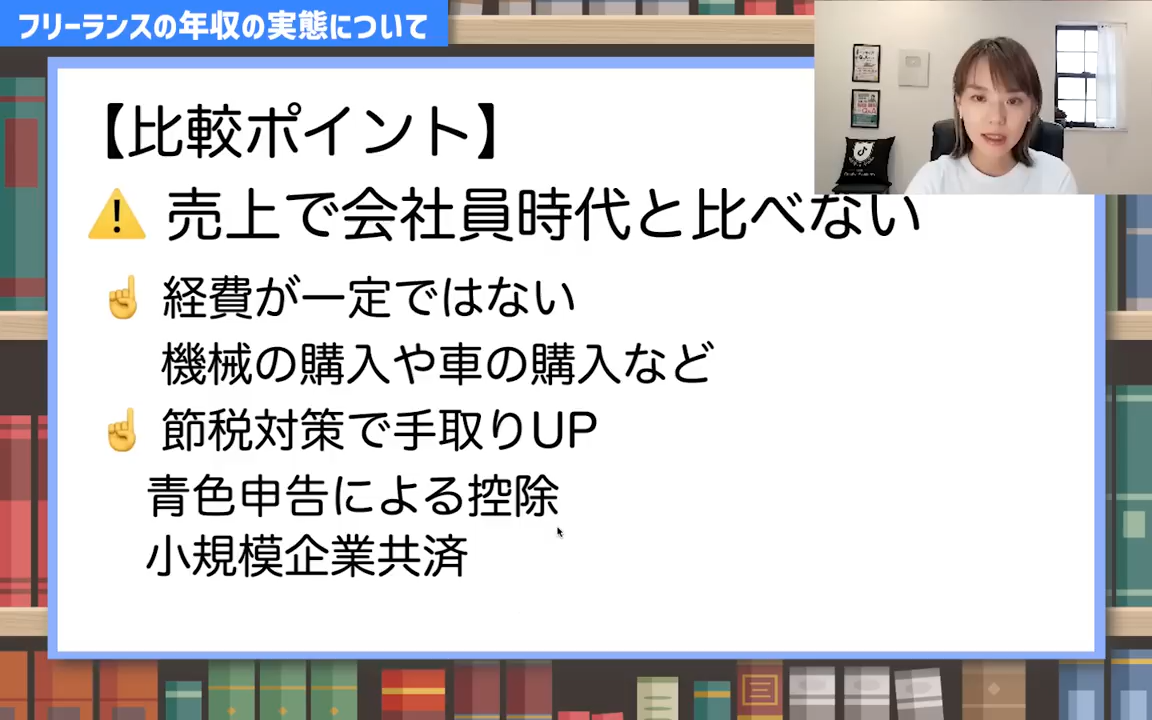 フリーランスの年収の実態について
【比較ポイント】
⚠️ 売上で会社員時代と比べない
☝️ 経費が一定ではない
機械の購入や車の購入など
☝️ 節税対策で手取りUP
青色申告による控除
小規模企業共済